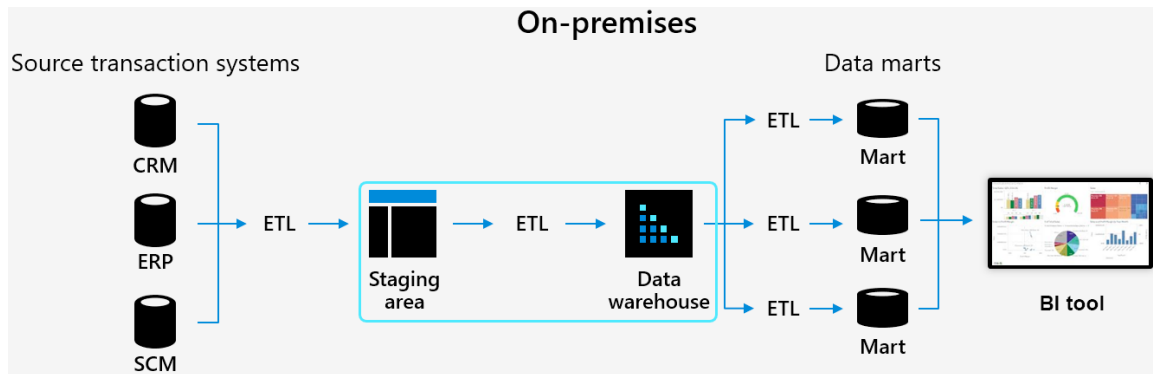 On-premises
Source transaction systems
Data marts
CRM
ERP
SCM
ETL
Staging
area
ETL
Data
warehouse
ETL
ETL
ETL
Mart
Mart
Mart
BI tool